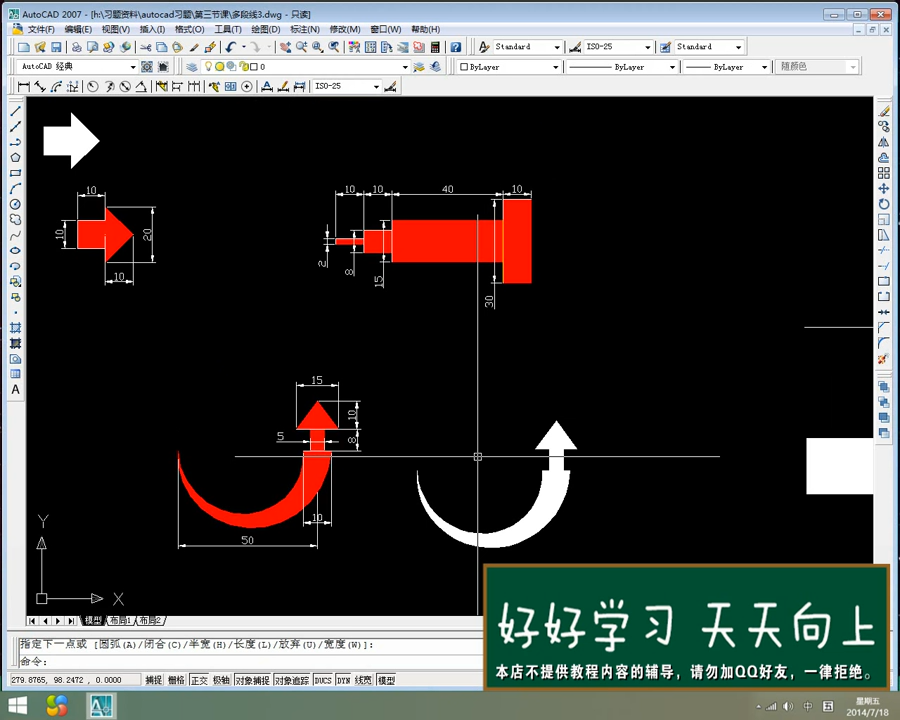 AutoCAD 2007 - [h:\习题资料\autocad习题\第三节课\多段线3.dwg - 只读]
文件(F) 编辑(E) 视图(V) 插入(I) 格式(O) 工具(T) 绘图(D) 标注(N) 修改(M) 窗口(W) 帮助(H)
Standard ISO-25 Standard
AutoCAD 经典 0 ByLayer ByLayer ByLayer 随颜色
ISO-25
10
10
20
10
10 10 40 10
2
8
15
30
15
10
5
8
10
50
Y
X
模型 布局1 布局2
指定下一点或 [圆弧(A)/闭合(C)/半宽(H)/长度(L)/放弃(U)/宽度(W)]:
命令:
279.8765, 98.2472, 0.0000 捕捉 栅格 正交 极轴 对象捕捉 对象追踪 DUCS DYN 线宽 模型
好好学习 天天向上
本店不提供教程内容的辅导，请勿加QQ好友，一律拒绝。
中
星期五
2014/7/18